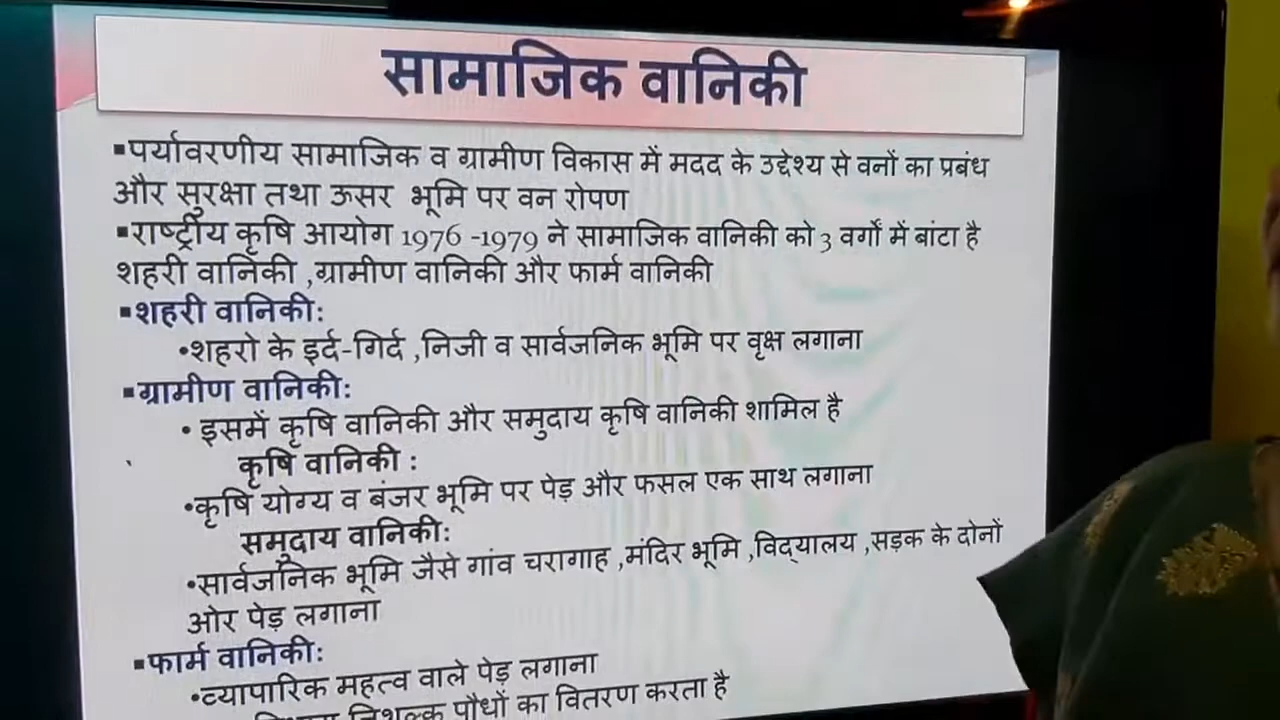 सामाजिक वानिकी
▪पर्यावरणीय सामाजिक व ग्रामीण विकास में मदद के उद्देश्य से वनों का प्रबंध
और सुरक्षा तथा ऊसर भूमि पर वन रोपण
▪राष्ट्रीय कृषि आयोग 1976 -1979 ने सामाजिक वानिकी को 3 वर्गों में बांटा है
शहरी वानिकी ,ग्रामीण वानिकी और फार्म वानिकी
▪शहरी वानिकी:
•शहरो के इर्द-गिर्द ,निजी व सार्वजनिक भूमि पर वृक्ष लगाना
▪ग्रामीण वानिकी:
• इसमें कृषि वानिकी और समुदाय कृषि वानिकी शामिल है
कृषि वानिकी :
•कृषि योग्य व बंजर भूमि पर पेड़ और फसल एक साथ लगाना
समुदाय वानिकी:
•सार्वजनिक भूमि जैसे गांव चरागाह ,मंदिर भूमि ,विद्यालय ,सड़क के दोनों
ओर पेड़ लगाना
▪फार्म वानिकी:
•व्यापारिक महत्व वाले पेड़ लगाना
पौधों का वितरण करता है